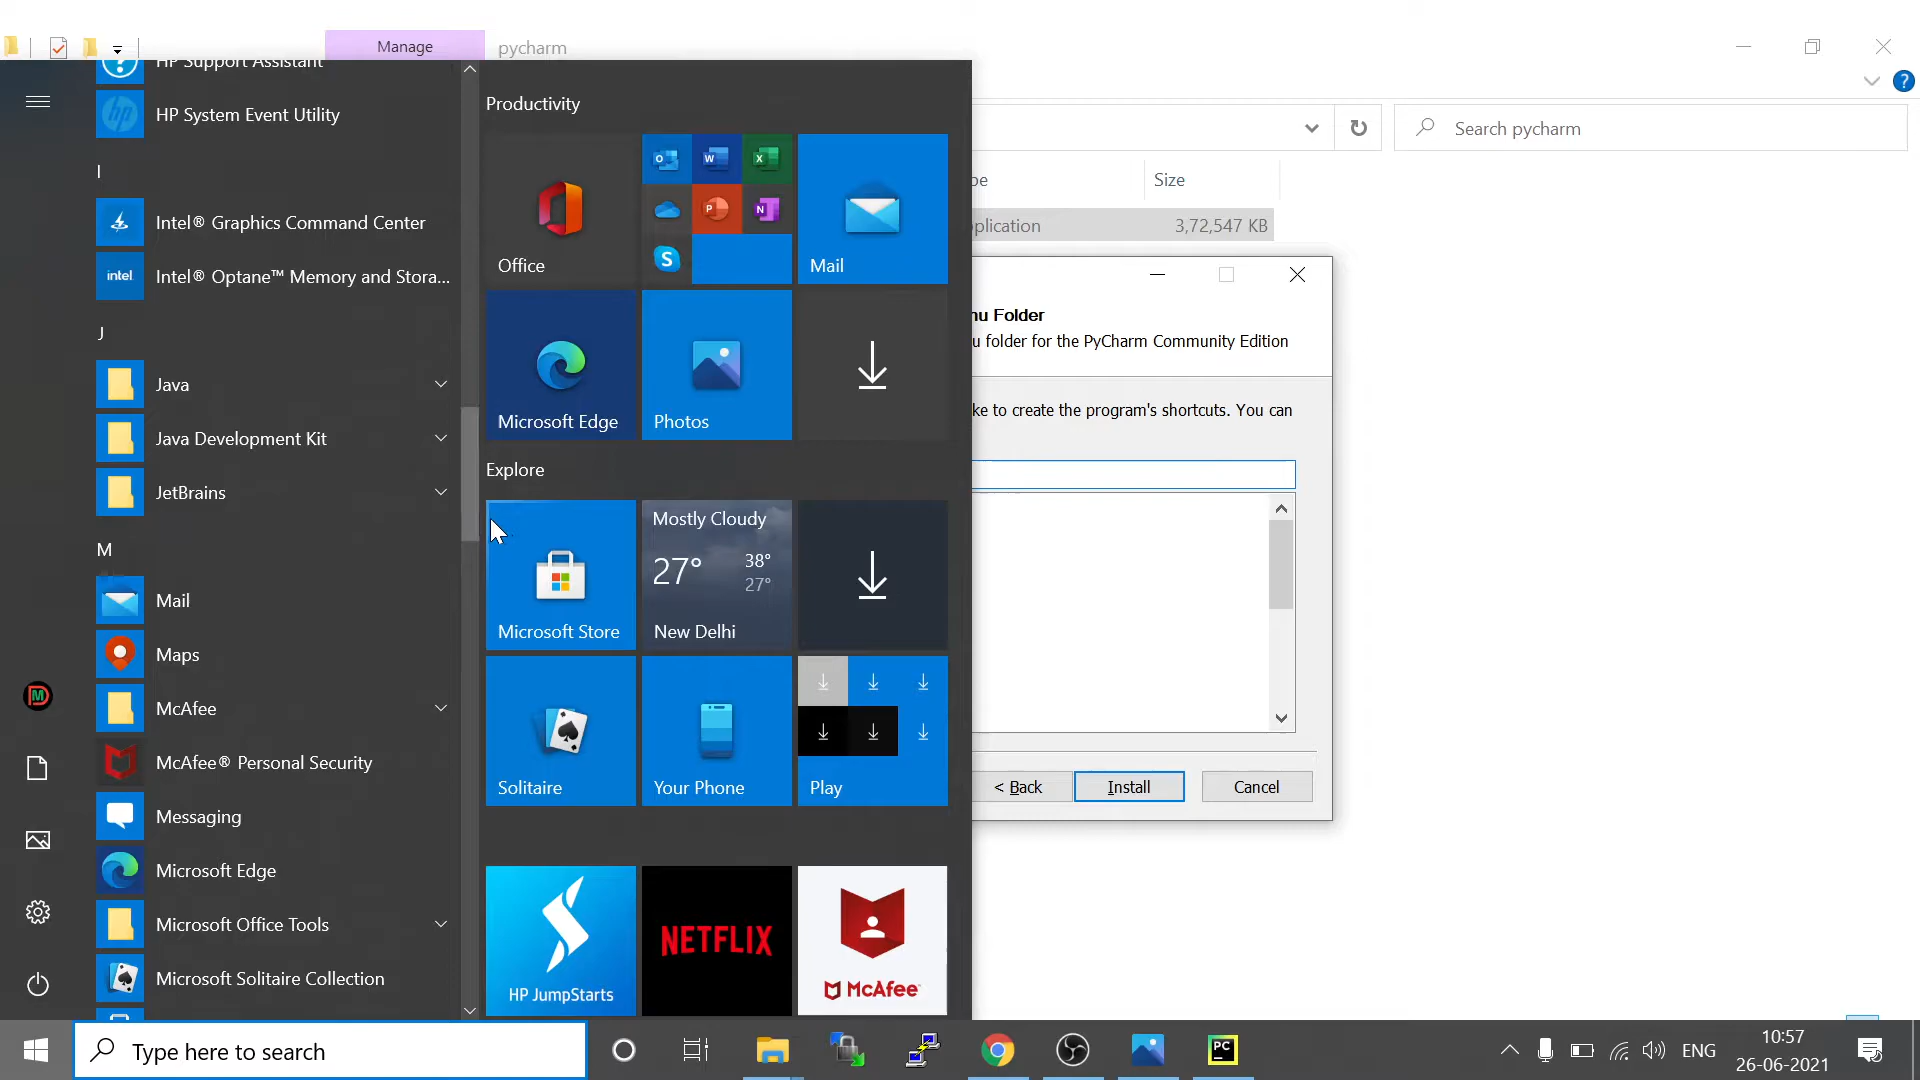 Manage
pycharm
HP Support Assistant
HP System Event Utility
I
Intel® Graphics Command Center
Intel® Optane™ Memory and Stora...
J
Java
Java Development Kit
JetBrains
M
Mail
Maps
McAfee
McAfee® Personal Security
Messaging
Microsoft Edge
Microsoft Office Tools
Microsoft Solitaire Collection
Productivity
Office
Mail
Microsoft Edge
Photos
Explore
Microsoft Store
Mostly Cloudy
27°
38°
27°
New Delhi
Solitaire
Your Phone
Play
HP JumpStarts
NETFLIX
McAfee
Search pycharm
Size
3,72,547 KB
nu Folder
u folder for the PyCharm Community Edition
ke to create the program's shortcuts. You can
< Back
Install
Cancel
Type here to search
PC
ENG
10:57
26-06-2021